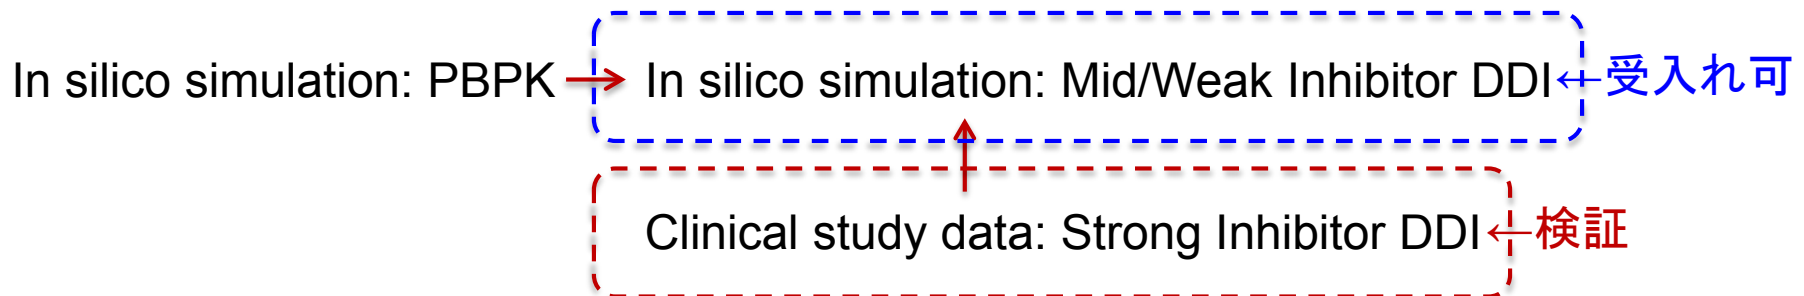 In silico simulation: PBPK → In silico simulation: Mid/Weak Inhibitor DDI ←受入れ可
Clinical study data: Strong Inhibitor DDI ←検証